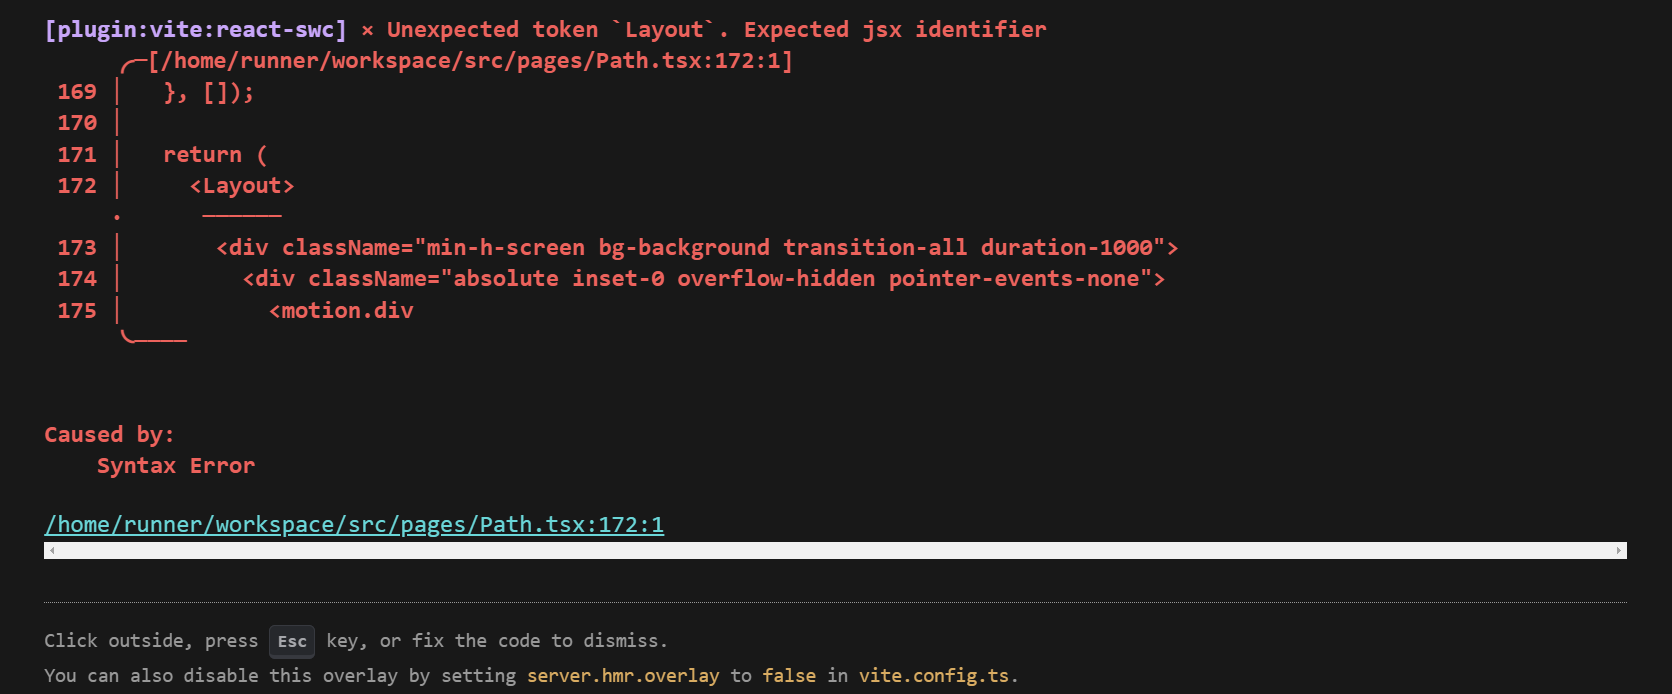 [plugin:vite:react-swc] × Unexpected token `Layout`. Expected jsx identifier
╭─[/home/runner/workspace/src/pages/Path.tsx:172:1]
169 │   }, []);
170 │
171 │   return (
172 │     <Layout>
·      ──────
173 │       <div className="min-h-screen bg-background transition-all duration-1000">
174 │         <div className="absolute inset-0 overflow-hidden pointer-events-none">
175 │           <motion.div
╰────
Caused by:
Syntax Error
/home/runner/workspace/src/pages/Path.tsx:172:1
Click outside, press Esc key, or fix the code to dismiss.
You can also disable this overlay by setting server.hmr.overlay to false in vite.config.ts.